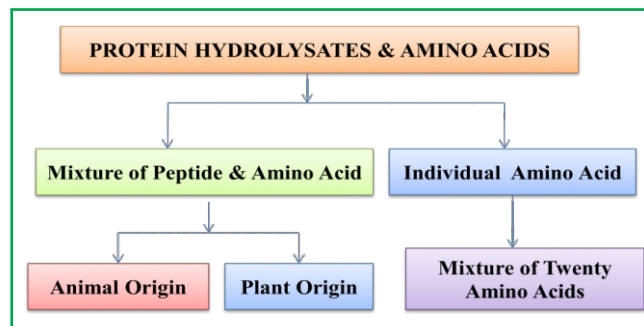 PROTEIN HYDROLYSATES & AMINO ACIDS
Mixture of Peptide & Amino Acid
Individual Amino Acid
Animal Origin
Plant Origin
Mixture of Twenty
Amino Acids